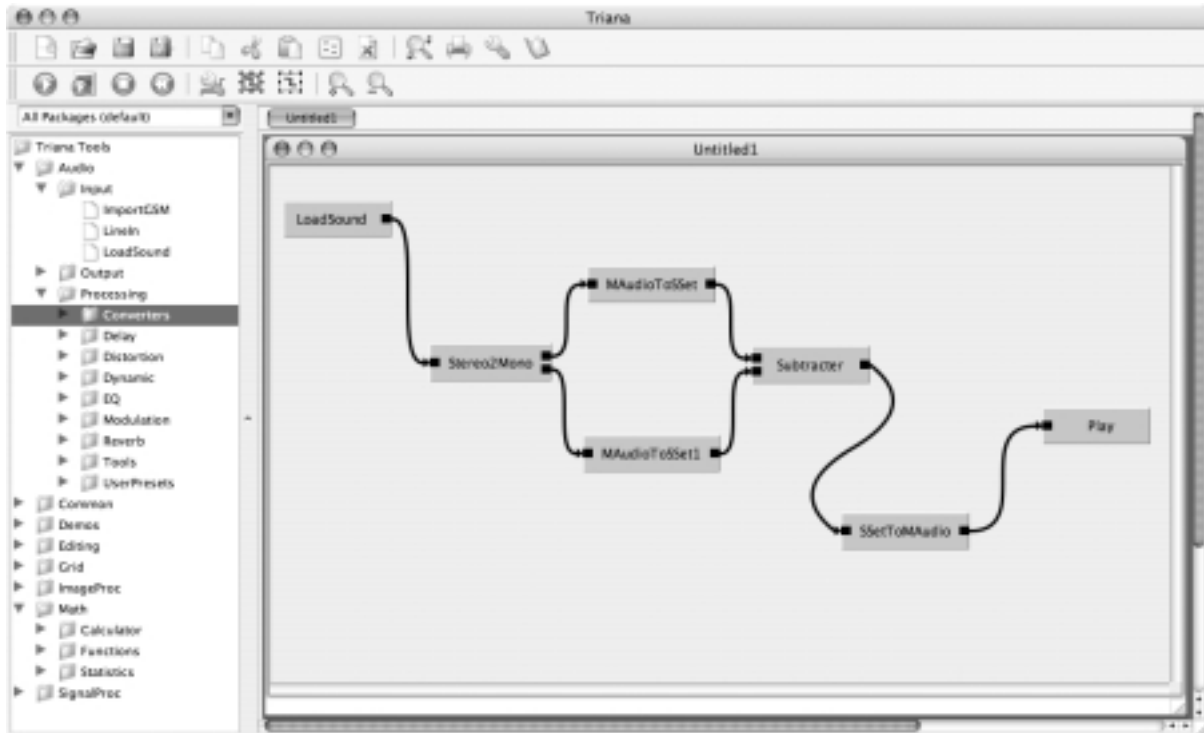 Triana
All Packages (default)
Untitled1
Triana Tools
Audio
Input
ImportGSM
LineIn
LoadSound
Output
Processing
Converters
Delay
Distortion
Dynamic
EQ
Modulation
Reverb
Tools
UserPresets
Common
Demos
Editing
Grid
ImageProc
Math
Calculator
Functions
Statistics
SignalProc
Untitled1
LoadSound
MAudioToSSet
Stereo2Mono
Subtracter
Play
MAudioToSSet1
SSetToMAudio